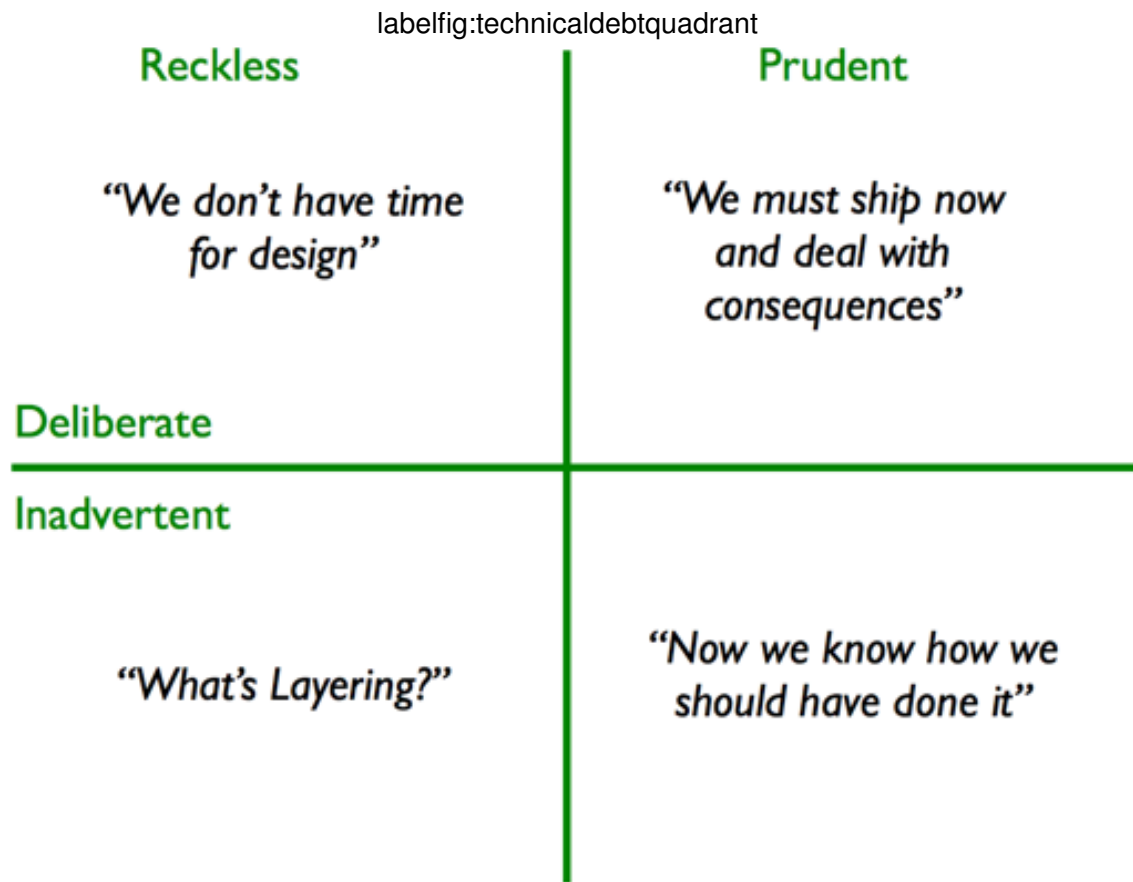 labelfig:technicaldebtquadrant
Reckless
Prudent
“We don’t have time
for design”
“We must ship now
and deal with
consequences”
Deliberate
Inadvertent
“What’s Layering?”
“Now we know how we
should have done it”